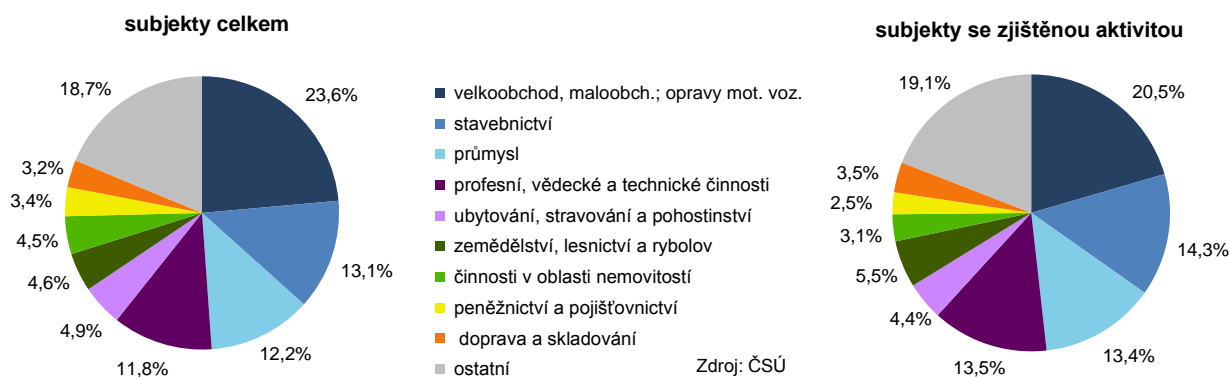 subjekty celkem
23,6%
13,1%
12,2%
11,8%
4,9%
4,6%
4,5%
3,4%
3,2%
18,7%
velkoobchod, maloobch.; opravy mot. voz.
stavebnictví
průmysl
profesní, vědecké a technické činnosti
ubytování, stravování a pohostinství
zemědělství, lesnictví a rybolov
činnosti v oblasti nemovitostí
peněžnictví a pojišťovnictví
doprava a skladování
ostatní
Zdroj: ČSÚ
subjekty se zjištěnou aktivitou
20,5%
14,3%
13,4%
13,5%
4,4%
5,5%
3,1%
2,5%
3,5%
19,1%